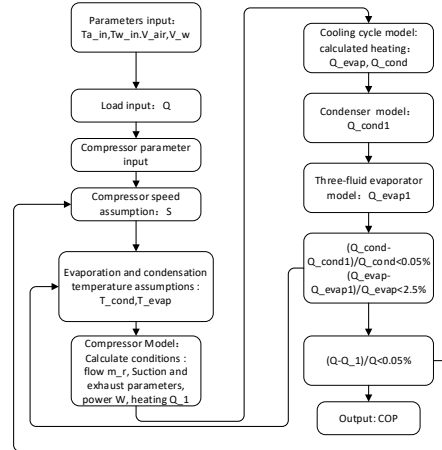 Parameters input：
Ta_in,Tw_in.V_air,V_w
Load input：Q
Compressor parameter
input
Compressor speed
assumption：S
Evaporation and condensation
temperature assumptions :
T_cond,T_evap
Compressor Model：
Calculate conditions :
flow m_r, Suction and
exhaust parameters,
power W, heating Q_1
Cooling cycle model:
calculated heating:
Q_evap, Q_cond
Condenser model：
Q_cond1
Three-fluid evaporator
model：Q_evap1
(Q_cond-
Q_cond1)/Q_cond<0.05%
(Q_evap-
Q_evap1)/Q_evap<2.5%
(Q-Q_1)/Q<0.05%
Output: COP